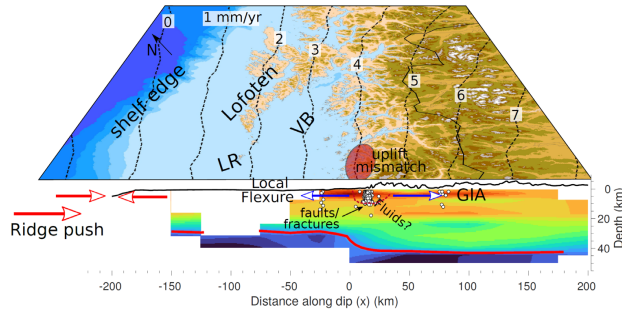 0
1 mm/yr
N
2
3
4
5
6
7
shelf edge
Lofoten
VB
LR
uplift
mismatch
Local
Flexure
GIA
Ridge push
faults/
fractures
Fluids?
0
20
40
Depth (km)
-200
-150
-100
-50
0
50
100
150
200
Distance along dip (x) (km)